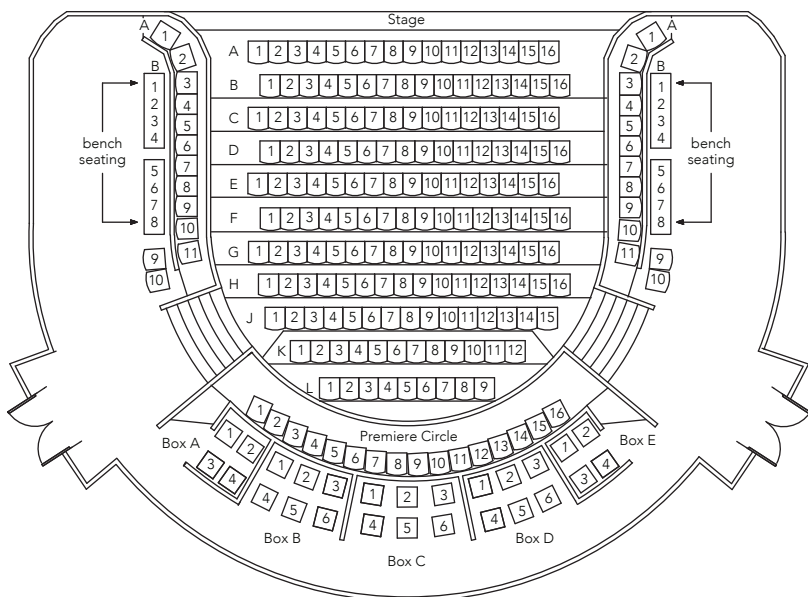 Stage
A
A
1
1
2
2
A 1 2 3 4 5 6 7 8 9 10 11 12 13 14 15 16
B
B
B 1 2 3 4 5 6 7 8 9 10 11 12 13 14 15 16
3
3
C 1 2 3 4 5 6 7 8 9 10 11 12 13 14 15 16
4
4
5
5
D 1 2 3 4 5 6 7 8 9 10 11 12 13 14 15 16
6
6
E 1 2 3 4 5 6 7 8 9 10 11 12 13 14 15 16
7
7
8
8
F 1 2 3 4 5 6 7 8 9 10 11 12 13 14 15 16
9
9
10
10
G 1 2 3 4 5 6 7 8 9 10 11 12 13 14 15 16
11
11
H 1 2 3 4 5 6 7 8 9 10 11 12 13 14 15 16
J 1 2 3 4 5 6 7 8 9 10 11 12 13 14 15
K 1 2 3 4 5 6 7 8 9 10 11 12
L 1 2 3 4 5 6 7 8 9
bench
seating
1
2
3
4
5
6
7
8
9
10
bench
seating
1
2
3
4
5
6
7
8
9
10
1 2 3 4 5 6 7 8 9 10 11 12 13 14 15 16
Premiere Circle
Box A
1 2
3 4
Box B
1 2 3
4 5 6
Box C
1 2 3
4 5 6
Box D
1 2 3
4 5 6
Box E
1 2
3 4